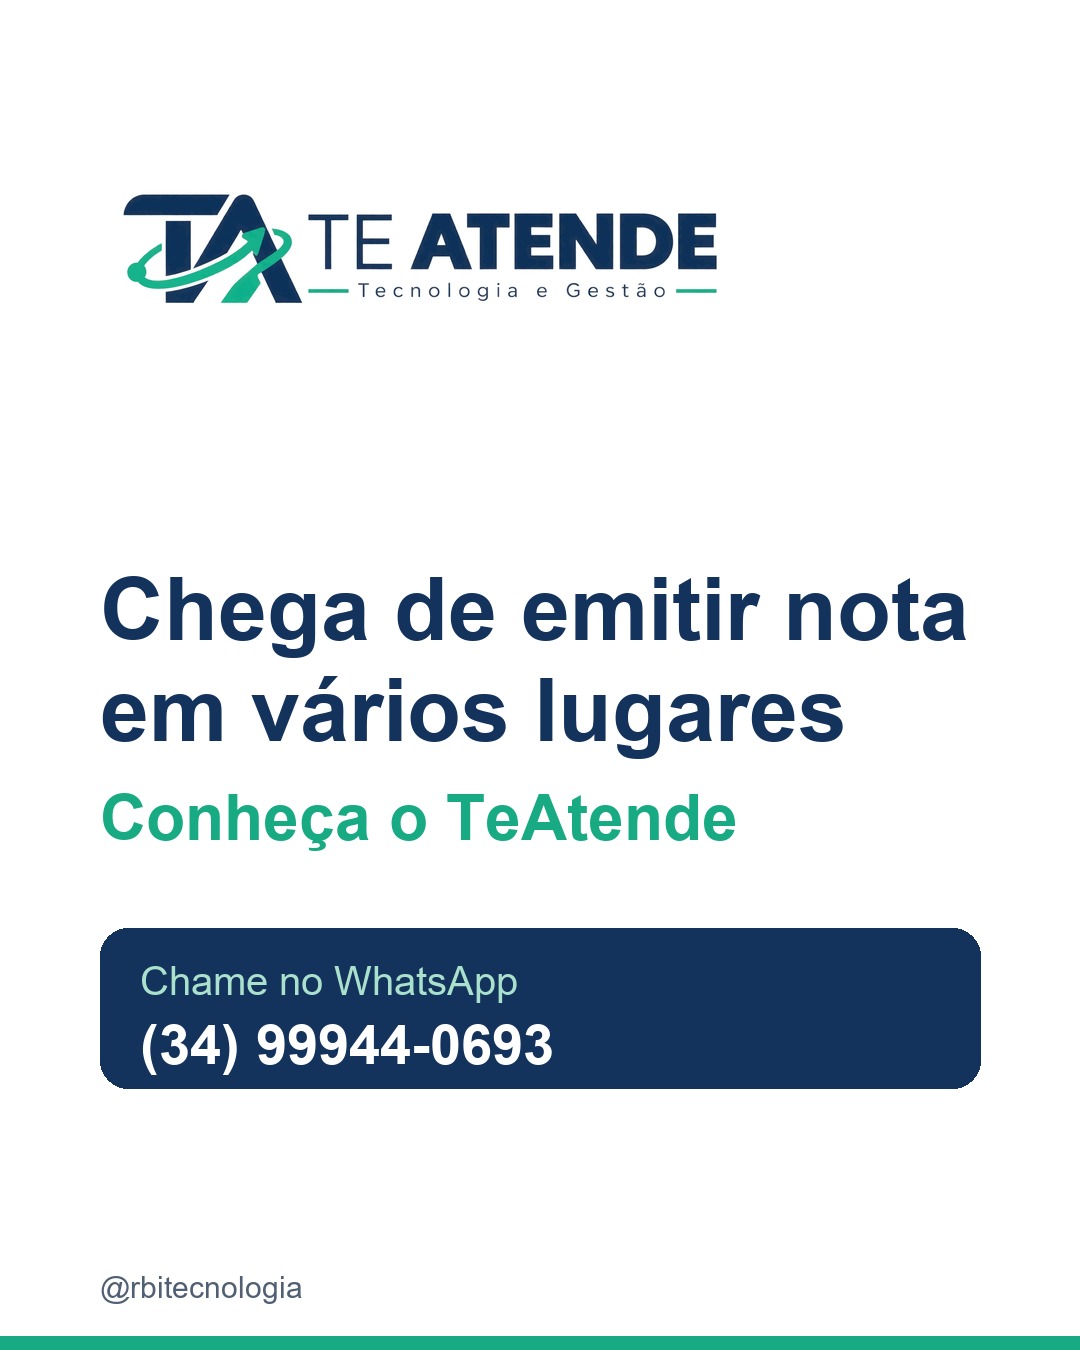 TE ATENDE
Tecnologia e Gestão
Chega de emitir nota
em vários lugares
Conheça o TeAtende
Chame no WhatsApp
(34) 99944-0693
@rbitecnologia